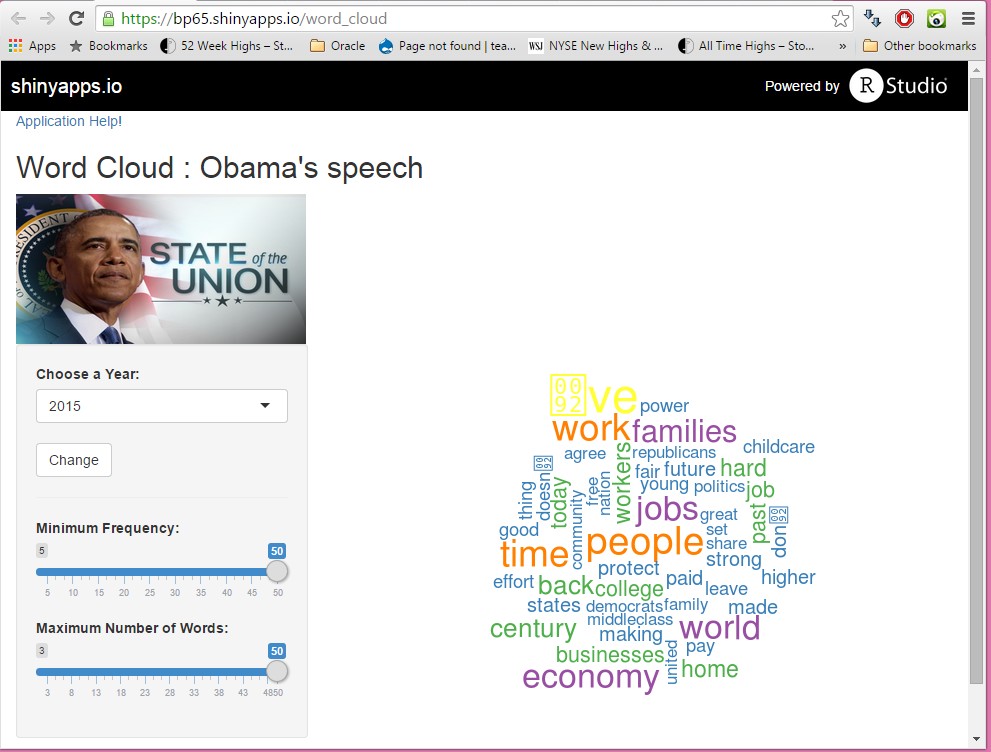 https://bp65.shinyapps.io/word_cloud
Apps Bookmarks 52 Week Highs – St... Oracle Page not found | tea... WSJ NYSE New Highs & ... All Time Highs – Sto... » Other bookmarks
shinyapps.io Powered by R Studio
Application Help!
Word Cloud : Obama's speech
STATE of the
UNION
Choose a Year:
2015
Change
Minimum Frequency:
5 50
5 10 15 20 25 30 35 40 45 50
Maximum Number of Words:
3 50
3 8 13 18 23 28 33 38 43 4850
0092ve
power
work
families
agree
republicans
childcare
doesn0092
thing
today
community
free
nation
workers
fair
future
hard
young
politics
job
jobs
great
past
don0092
good
set
time
people
share
strong
protect
effort
back
college
paid
leave
higher
states
democrats
family
made
century
middleclass
making
world
businesses
united
pay
economy
home